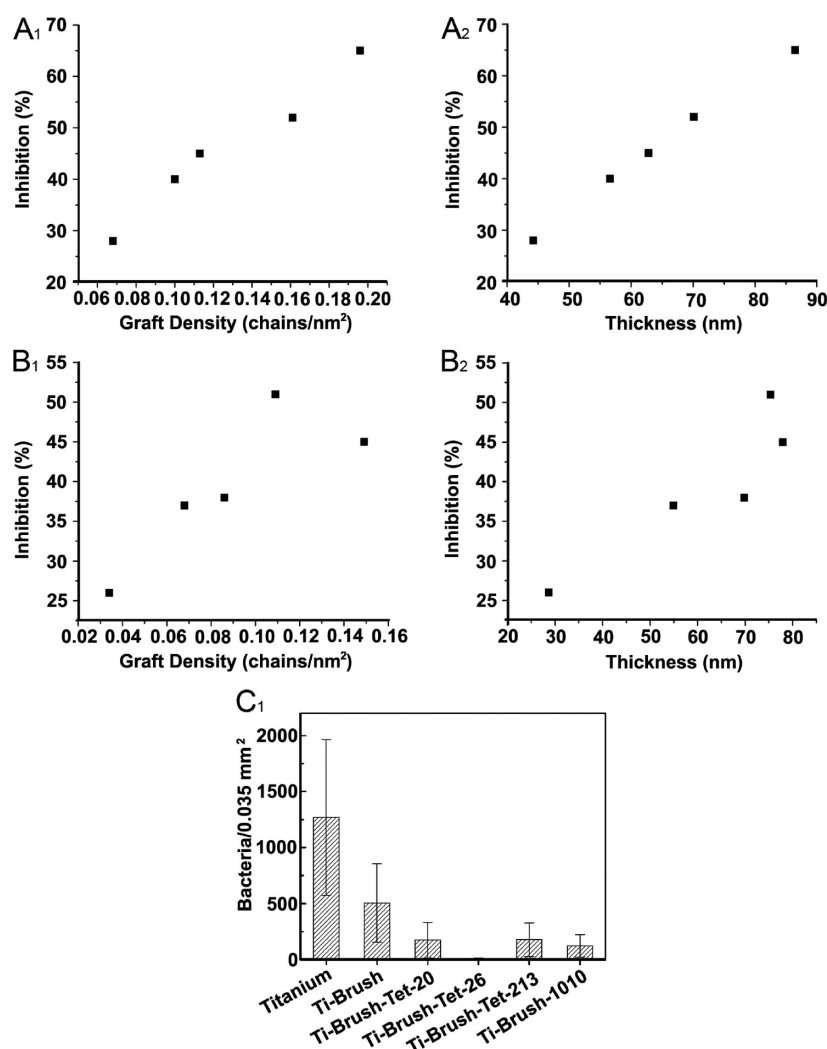 A1
70
60
50
40
30
20
Inhibition (%)
0.06 0.08 0.10 0.12 0.14 0.16 0.18 0.20
Graft Density (chains/nm²)
A2
70
60
50
40
30
20
Inhibition (%)
40 50 60 70 80 90
Thickness (nm)
B1
55
50
45
40
35
30
25
Inhibition (%)
0.02 0.04 0.06 0.08 0.10 0.12 0.14 0.16
Graft Density (chains/nm²)
B2
55
50
45
40
35
30
25
Inhibition (%)
20 30 40 50 60 70 80
Thickness (nm)
C1
2000
1500
1000
500
0
Bacteria/0.035 mm²
Titanium
Ti-Brush
Ti-Brush-Tet-20
Ti-Brush-Tet-26
Ti-Brush-Tet-213
Ti-Brush-1010